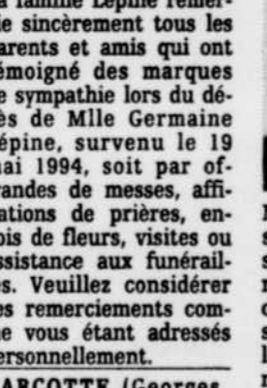 a famille Lépine remer-
ie sincèrement tous les
arents et amis qui ont
émoigné des marques
e sympathie lors du dé-
ès de Mlle Germaine
épine, survenu le 19
ai 1994, soit par of-
randes de messes, affi-
ations de prières, en-
ois de fleurs, visites ou
ssistance aux funérail-
es. Veuillez considérer
es remerciements com-
e vous étant adressés
ersonnellement.
ARCOTTE (Georges